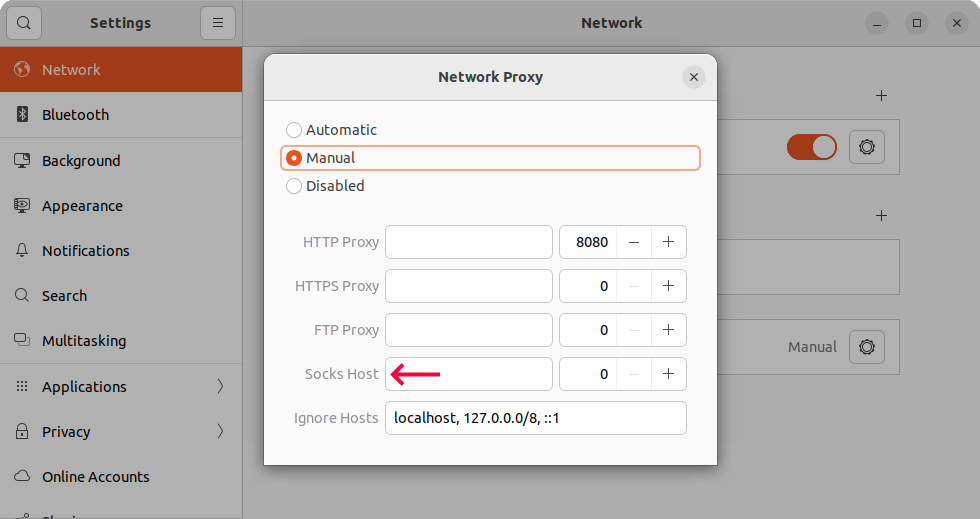 Settings
Network
Network
Bluetooth
Background
Appearance
Notifications
Search
Multitasking
Applications
Privacy
Online Accounts
Network Proxy
Automatic
Manual
Disabled
HTTP Proxy 8080
HTTPS Proxy 0
FTP Proxy 0
Socks Host 0
Ignore Hosts localhost, 127.0.0.0/8, ::1
Manual